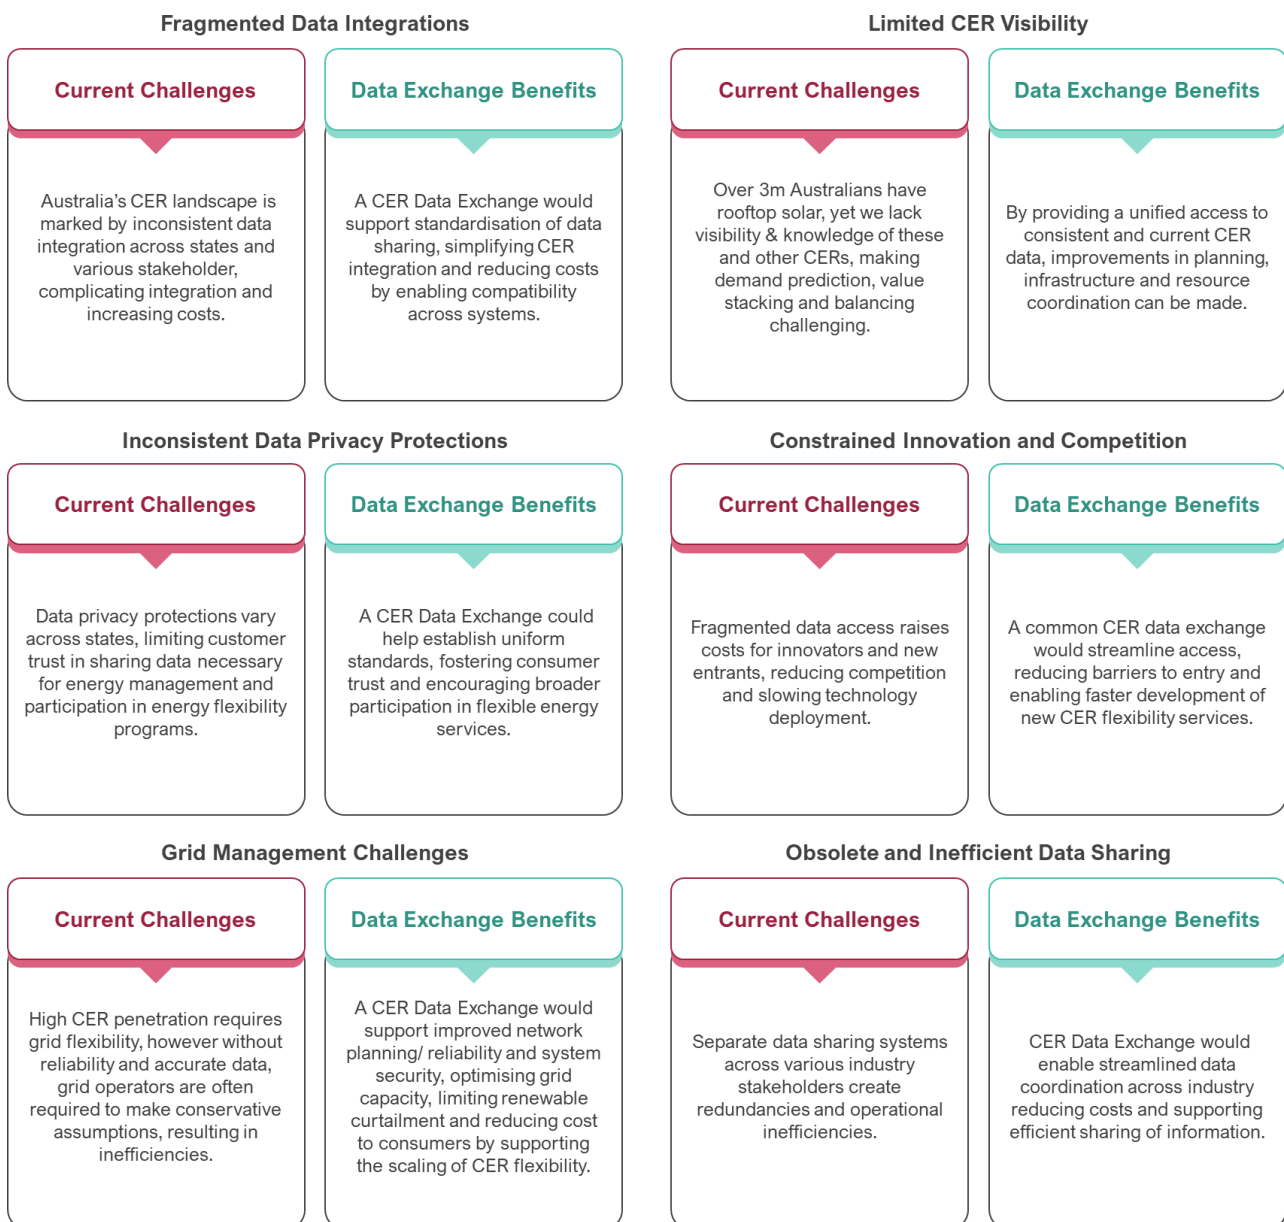 Fragmented Data Integrations
Current Challenges
Australia's CER landscape is
marked by inconsistent data
integration across states and
various stakeholder,
complicating integration and
increasing costs.
Data Exchange Benefits
A CER Data Exchange would
support standardisation of data
sharing, simplifying CER
integration and reducing costs
by enabling compatibility
across systems.
Limited CER Visibility
Current Challenges
Over 3m Australians have
rooftop solar, yet we lack
visibility & knowledge of these
and other CERs, making
demand prediction, value
stacking and balancing
challenging.
Data Exchange Benefits
By providing a unified access to
consistent and current CER
data, improvements in planning,
infrastructure and resource
coordination can be made.
Inconsistent Data Privacy Protections
Current Challenges
Data privacy protections vary
across states, limiting customer
trust in sharing data necessary
for energy management and
participation in energy flexibility
programs.
Data Exchange Benefits
A CER Data Exchange could
help establish uniform
standards, fostering consumer
trust and encouraging broader
participation in flexible energy
services.
Constrained Innovation and Competition
Current Challenges
Fragmented data access raises
costs for innovators and new
entrants, reducing competition
and slowing technology
deployment.
Data Exchange Benefits
A common CER data exchange
would streamline access,
reducing barriers to entry and
enabling faster development of
new CER flexibility services.
Grid Management Challenges
Current Challenges
High CER penetration requires
grid flexibility, however without
reliability and accurate data,
grid operators are often
required to make conservative
assumptions, resulting in
inefficiencies.
Data Exchange Benefits
A CER Data Exchange would
support improved network
planning/ reliability and system
security, optimising grid
capacity, limiting renewable
curtailment and reducing cost
to consumers by supporting
the scaling of CER flexibility.
Obsolete and Inefficient Data Sharing
Current Challenges
Separate data sharing systems
across various industry
stakeholders create
redundancies and operational
inefficiencies.
Data Exchange Benefits
CER Data Exchange would
enable streamlined data
coordination across industry
reducing costs and supporting
efficient sharing of information.